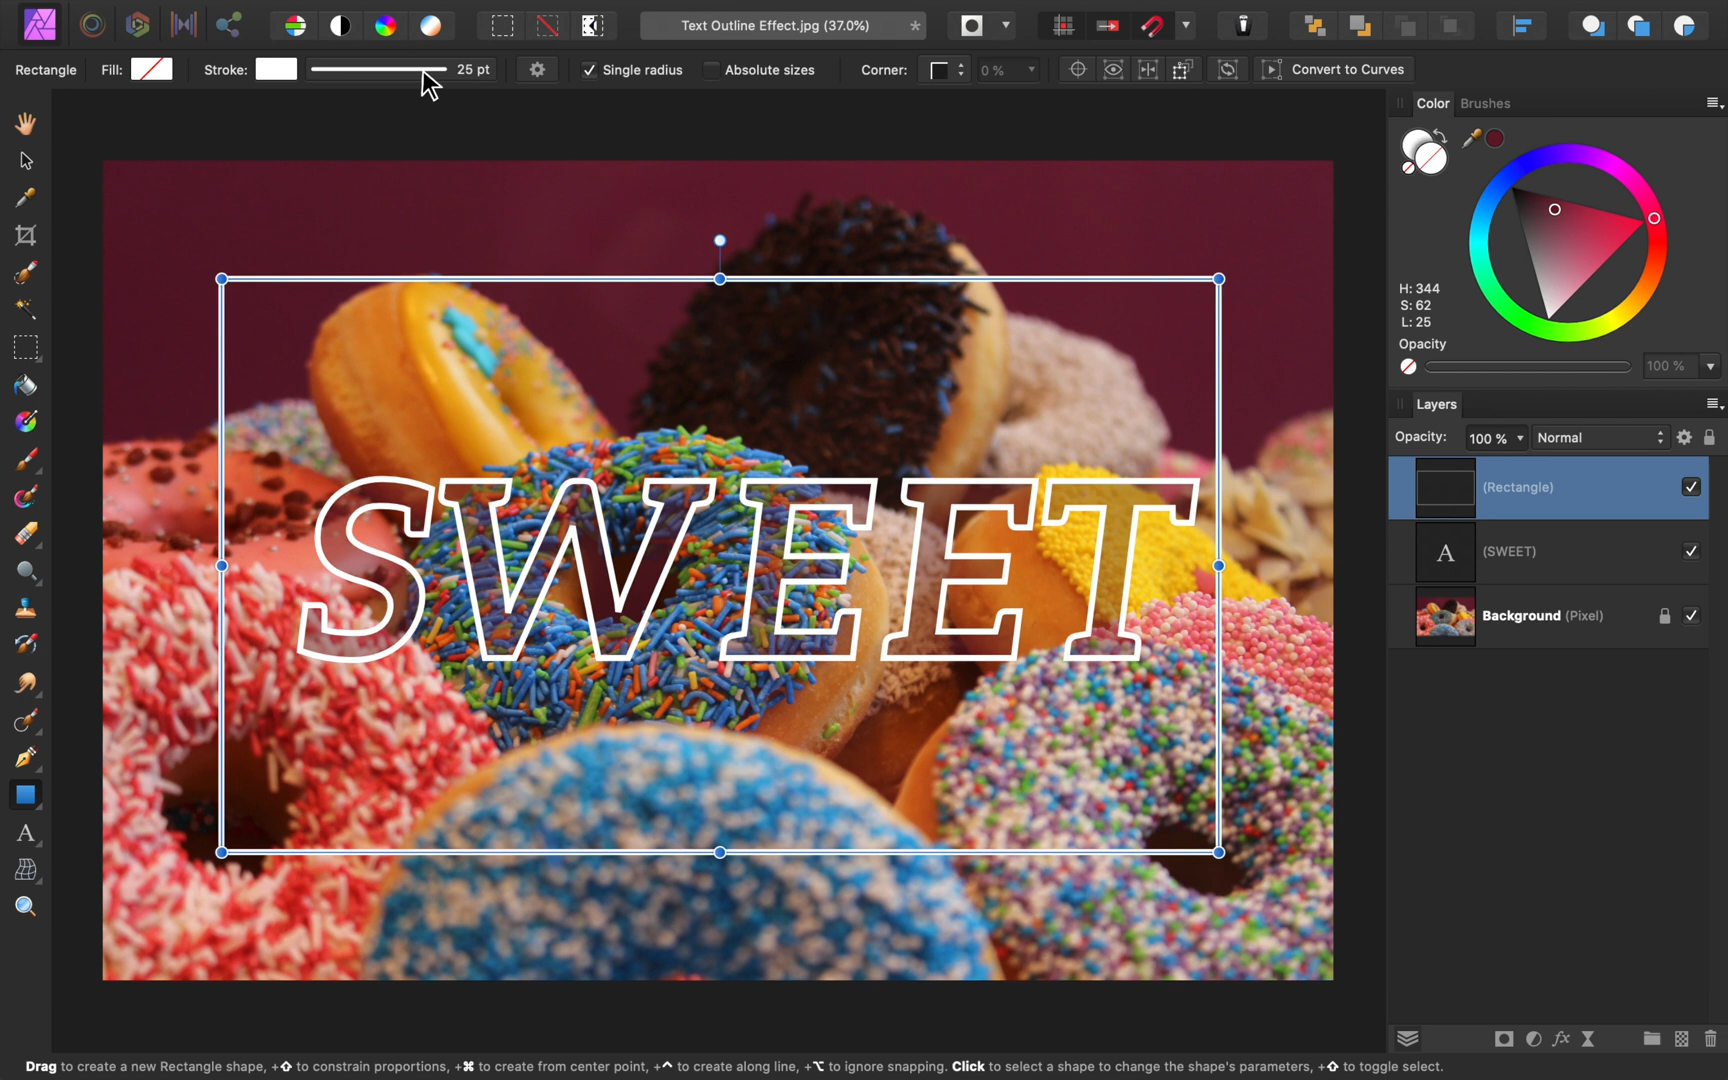 Text Outline Effect.jpg (37.0%) *
Rectangle Fill: Stroke: 25 pt Single radius Absolute sizes Corner: 0 % Convert to Curves
Color Brushes
H: 344
S: 62
L: 25
Opacity
100 %
Layers
Opacity: 100 % Normal
(Rectangle)
A (SWEET)
Background (Pixel)
SWEET
A
fx
Drag to create a new Rectangle shape, +⇧ to constrain proportions, +⌘ to create from center point, +^ to create along line, +⌥ to ignore snapping. Click to select a shape to change the shape's parameters, +⇧ to toggle select.